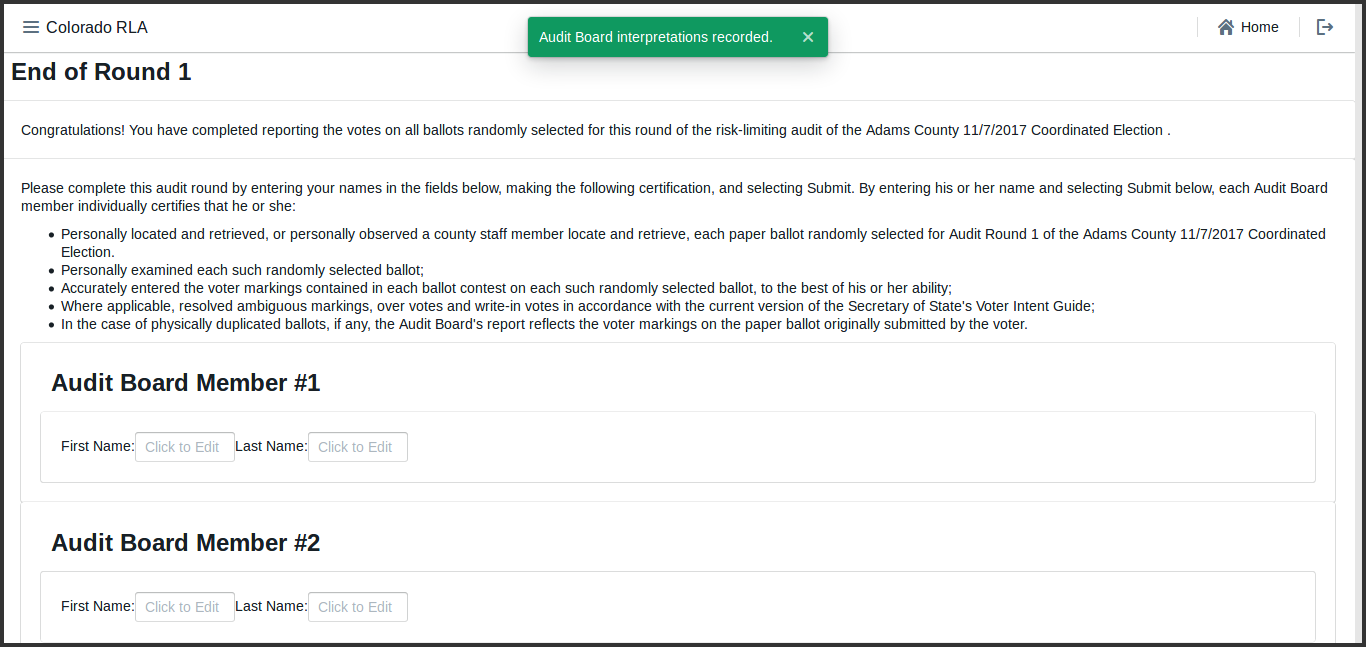 Colorado RLA
Audit Board interpretations recorded.
Home
End of Round 1
Congratulations! You have completed reporting the votes on all ballots randomly selected for this round of the risk-limiting audit of the Adams County 11/7/2017 Coordinated Election .
Please complete this audit round by entering your names in the fields below, making the following certification, and selecting Submit. By entering his or her name and selecting Submit below, each Audit Board
member individually certifies that he or she:
• Personally located and retrieved, or personally observed a county staff member locate and retrieve, each paper ballot randomly selected for Audit Round 1 of the Adams County 11/7/2017 Coordinated
Election.
• Personally examined each such randomly selected ballot;
• Accurately entered the voter markings contained in each ballot contest on each such randomly selected ballot, to the best of his or her ability;
• Where applicable, resolved ambiguous markings, over votes and write-in votes in accordance with the current version of the Secretary of State's Voter Intent Guide;
• In the case of physically duplicated ballots, if any, the Audit Board's report reflects the voter markings on the paper ballot originally submitted by the voter.
Audit Board Member #1
First Name: Click to Edit Last Name: Click to Edit
Audit Board Member #2
First Name: Click to Edit Last Name: Click to Edit